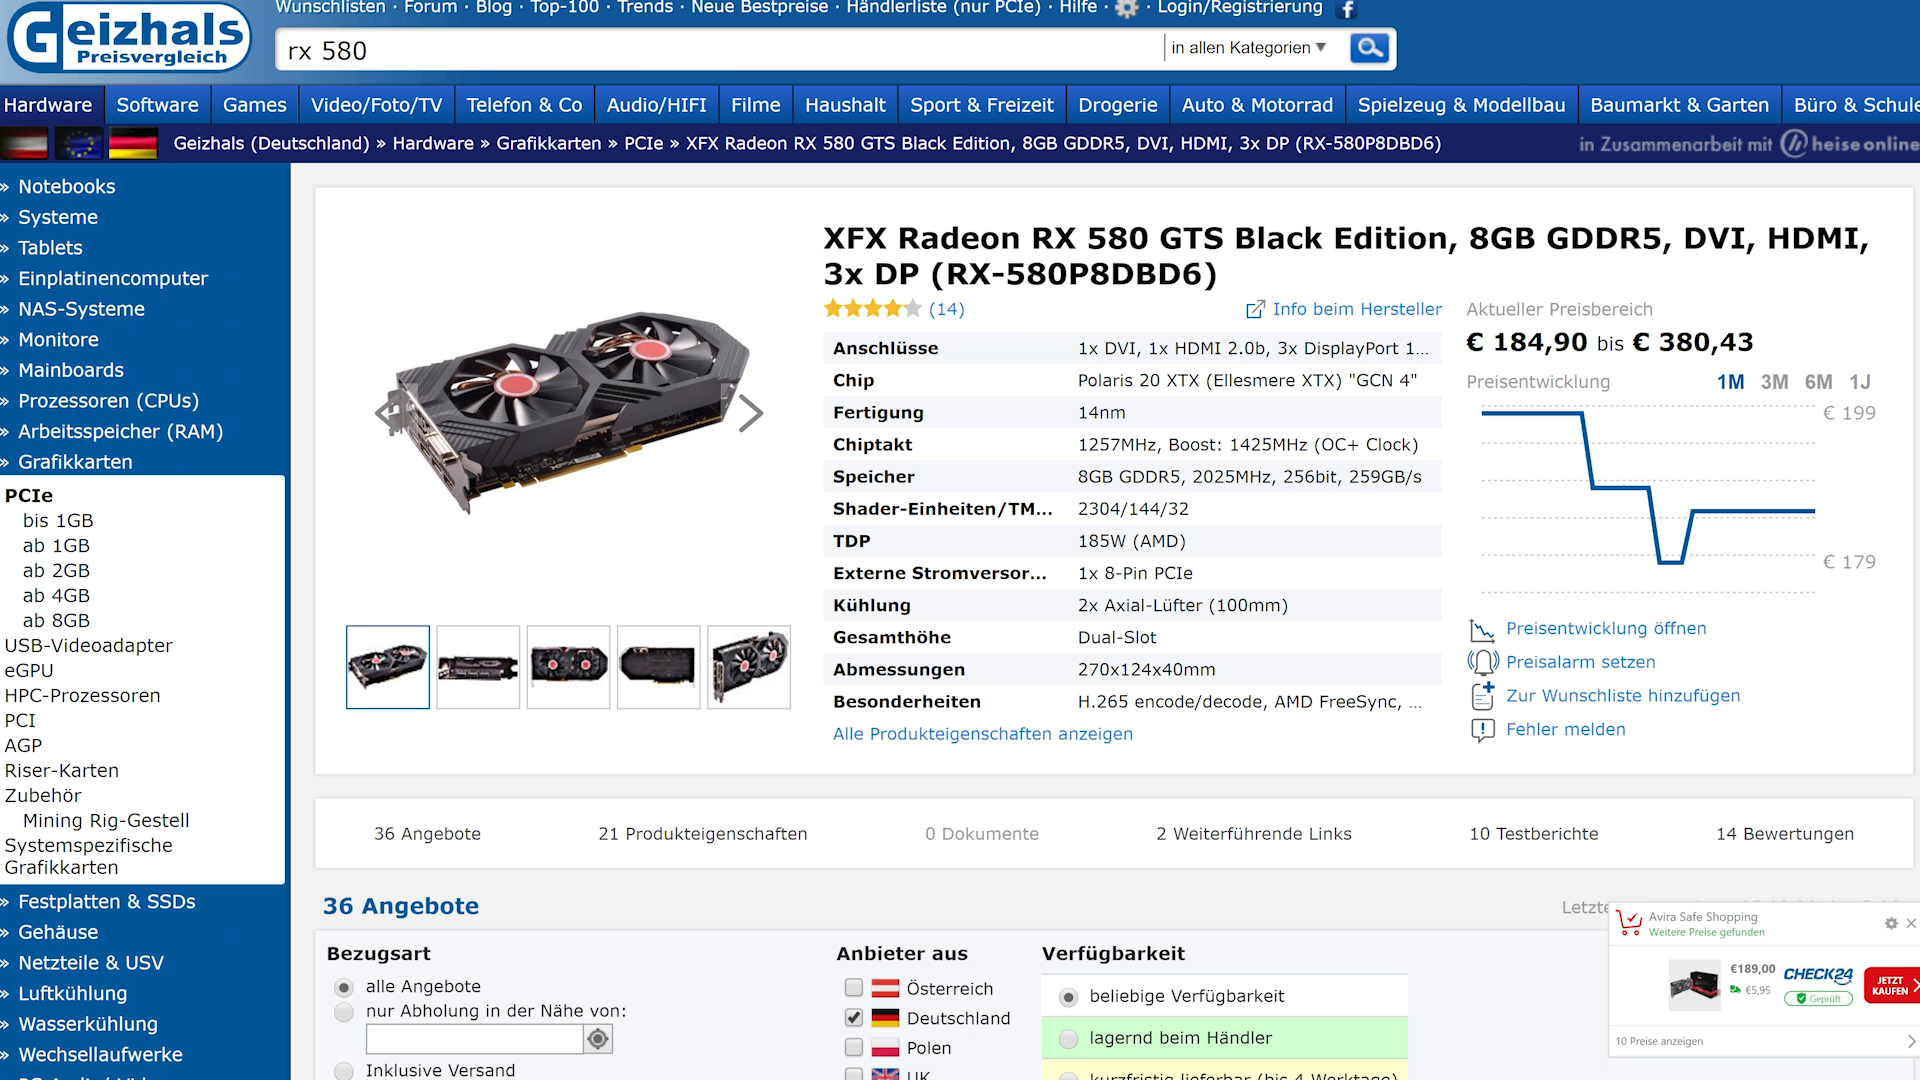 Wunschlisten · Forum · Blog · Top-100 · Trends · Neue Bestpreise · Händlerliste (nur PCIe) · Hilfe · Login/Registrierung
Geizhals
Preisvergleich
rx 580
in allen Kategorien
Hardware
Software
Games
Video/Foto/TV
Telefon & Co
Audio/HIFI
Filme
Haushalt
Sport & Freizeit
Drogerie
Auto & Motorrad
Spielzeug & Modellbau
Baumarkt & Garten
Büro & Schule
Geizhals (Deutschland) » Hardware » Grafikkarten » PCIe » XFX Radeon RX 580 GTS Black Edition, 8GB GDDR5, DVI, HDMI, 3x DP (RX-580P8DBD6)
in Zusammenarbeit mit heise online
» Notebooks
» Systeme
» Tablets
» Einplatinencomputer
» NAS-Systeme
» Monitore
» Mainboards
» Prozessoren (CPUs)
» Arbeitsspeicher (RAM)
» Grafikkarten
PCIe
bis 1GB
ab 1GB
ab 2GB
ab 4GB
ab 8GB
USB-Videoadapter
eGPU
HPC-Prozessoren
PCI
AGP
Riser-Karten
Zubehör
Mining Rig-Gestell
Systemspezifische
Grafikkarten
» Festplatten & SSDs
» Gehäuse
» Netzteile & USV
» Luftkühlung
» Wasserkühlung
» Wechsellaufwerke
XFX Radeon RX 580 GTS Black Edition, 8GB GDDR5, DVI, HDMI,
3x DP (RX-580P8DBD6)
(14)
Info beim Hersteller
Anschlüsse 1x DVI, 1x HDMI 2.0b, 3x DisplayPort 1...
Chip Polaris 20 XTX (Ellesmere XTX) "GCN 4"
Fertigung 14nm
Chiptakt 1257MHz, Boost: 1425MHz (OC+ Clock)
Speicher 8GB GDDR5, 2025MHz, 256bit, 259GB/s
Shader-Einheiten/TM... 2304/144/32
TDP 185W (AMD)
Externe Stromversor... 1x 8-Pin PCIe
Kühlung 2x Axial-Lüfter (100mm)
Gesamthöhe Dual-Slot
Abmessungen 270x124x40mm
Besonderheiten H.265 encode/decode, AMD FreeSync, ...
Alle Produkteigenschaften anzeigen
Aktueller Preisbereich
€ 184,90 bis € 380,43
Preisentwicklung 1M 3M 6M 1J
€ 199
€ 179
Preisentwicklung öffnen
Preisalarm setzen
Zur Wunschliste hinzufügen
Fehler melden
36 Angebote
21 Produkteigenschaften
0 Dokumente
2 Weiterführende Links
10 Testberichte
14 Bewertungen
36 Angebote
Bezugsart
alle Angebote
nur Abholung in der Nähe von:
Inklusive Versand
Anbieter aus
Österreich
Deutschland
Polen
UK
Verfügbarkeit
beliebige Verfügbarkeit
lagernd beim Händler
kurzfristig lieferbar (bis 4 Werktage)
Avira Safe Shopping
Weitere Preise gefunden
€189,00
€5,95
CHECK24
Geprüft
JETZT
KAUFEN
10 Preise anzeigen